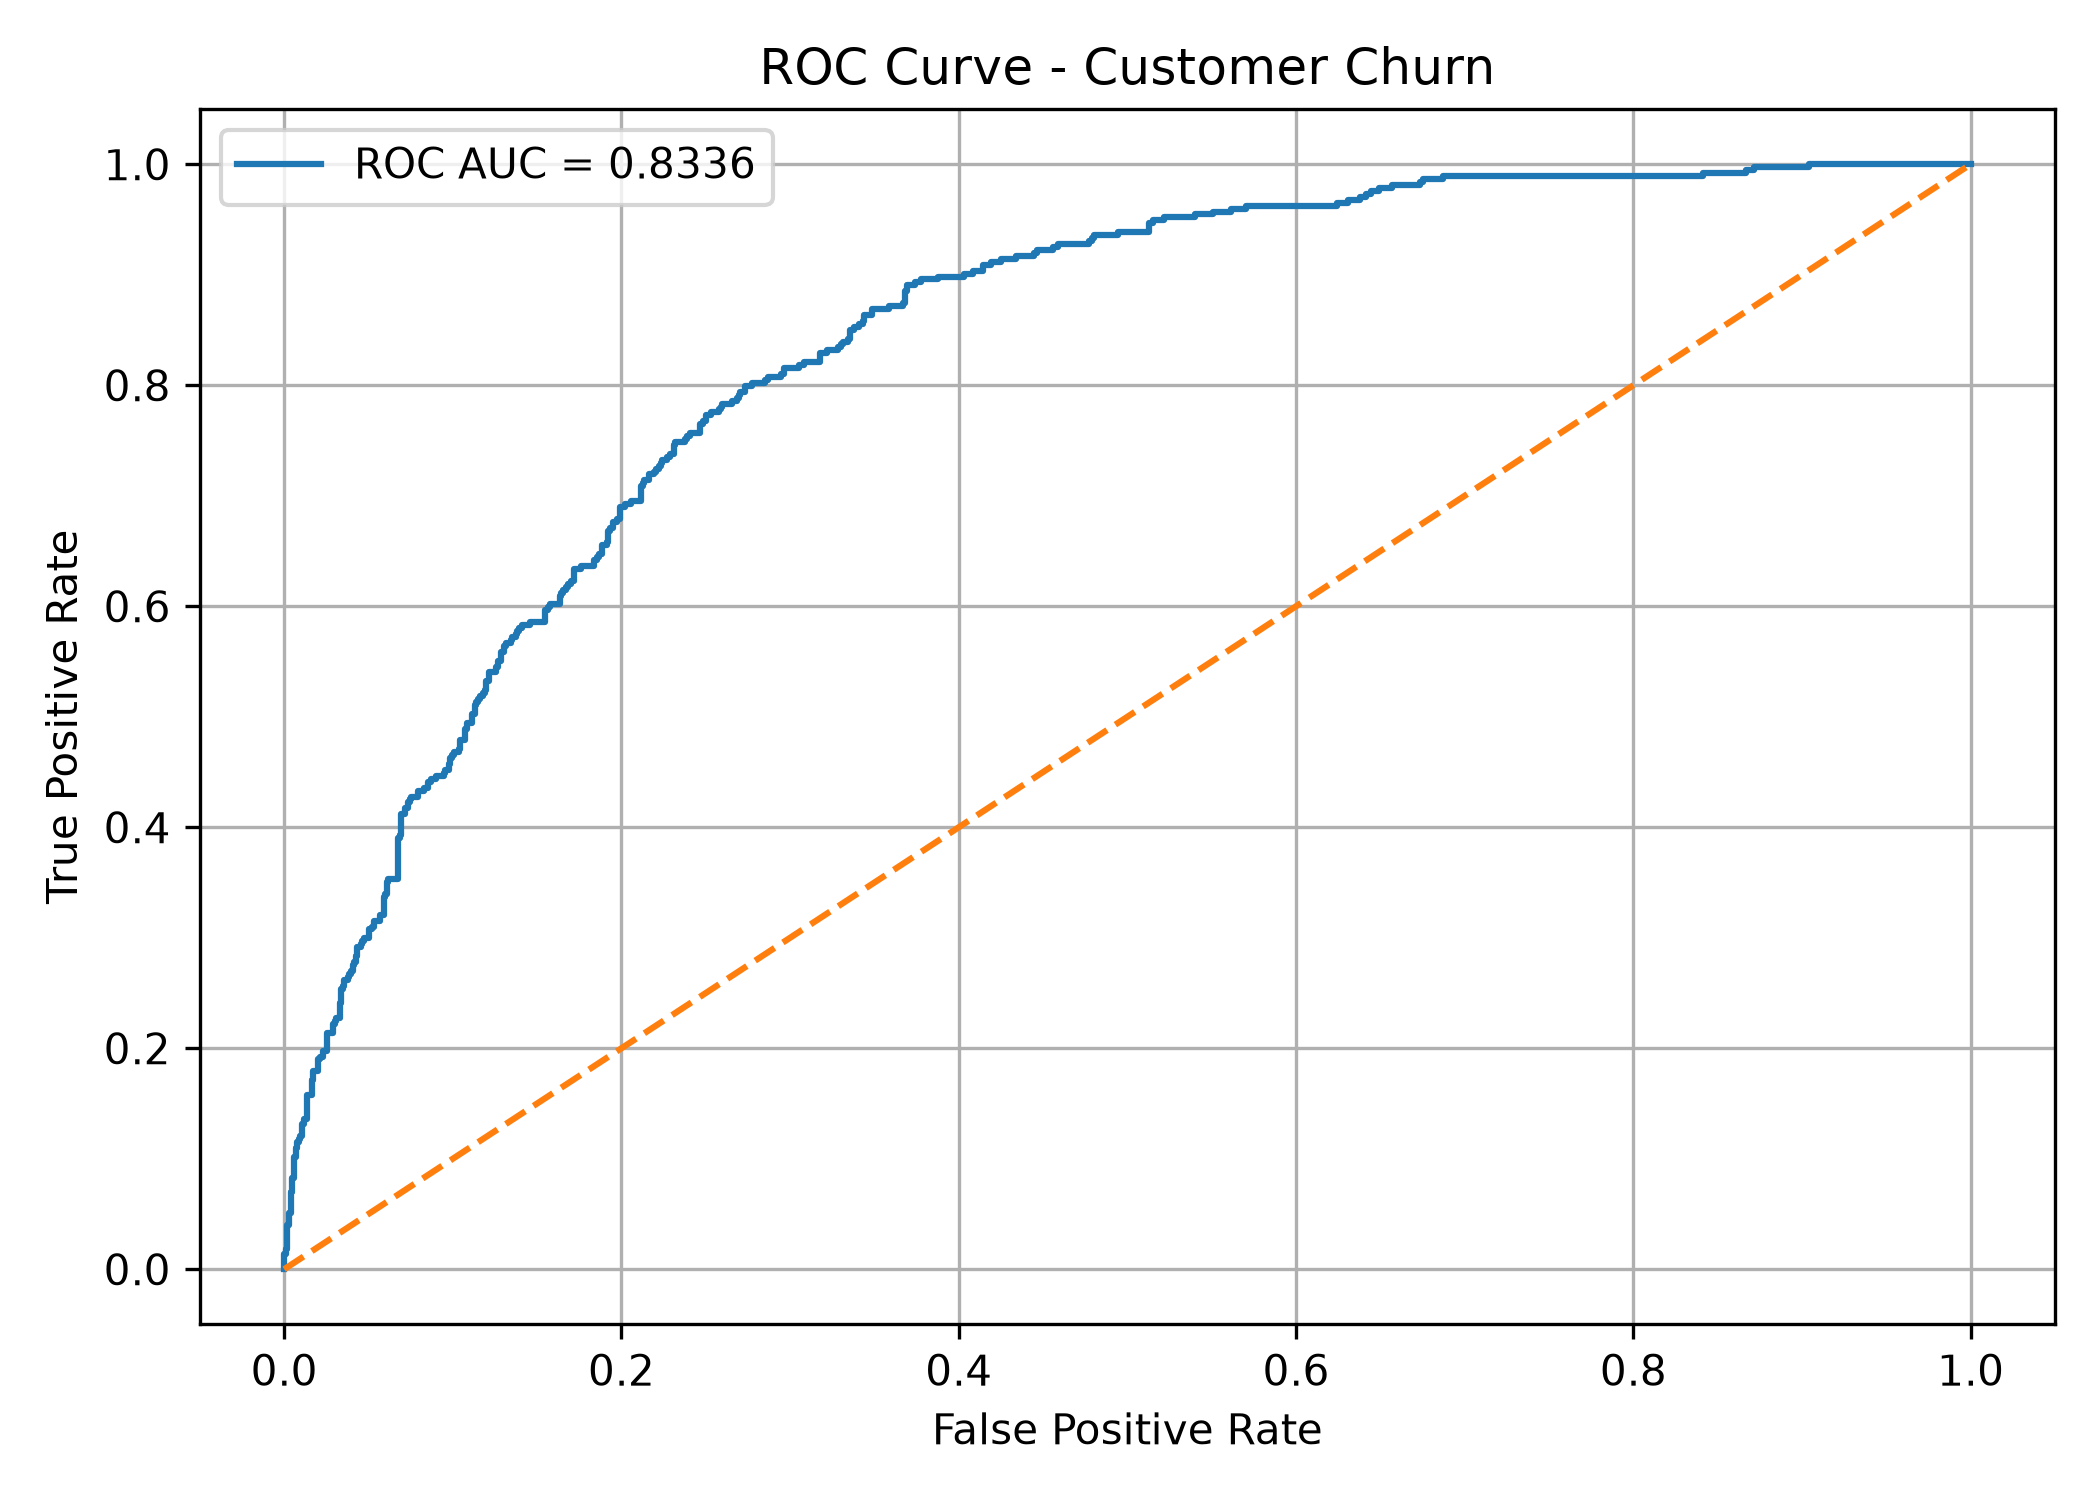 ROC Curve - Customer Churn
ROC AUC = 0.8336
True Positive Rate
1.0
0.8
0.6
0.4
0.2
0.0
0.0 0.2 0.4 0.6 0.8 1.0
False Positive Rate